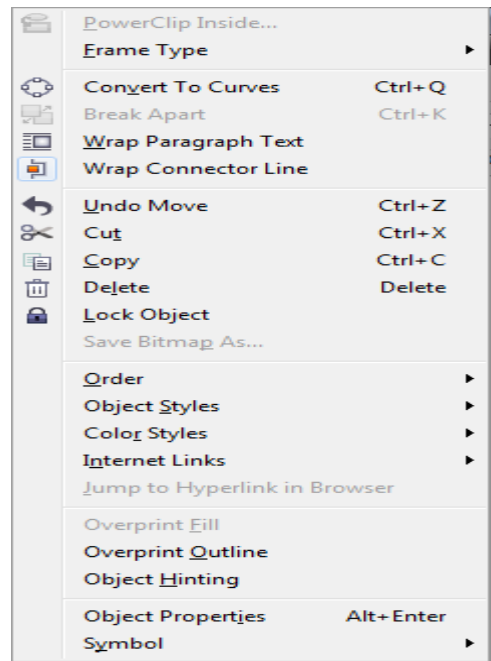 PowerClip Inside...
Frame Type
Convert To Curves Ctrl+Q
Break Apart Ctrl+K
Wrap Paragraph Text
Wrap Connector Line
Undo Move Ctrl+Z
Cut Ctrl+X
Copy Ctrl+C
Delete Delete
Lock Object
Save Bitmap As...
Order
Object Styles
Color Styles
Internet Links
Jump to Hyperlink in Browser
Overprint Fill
Overprint Outline
Object Hinting
Object Properties Alt+Enter
Symbol